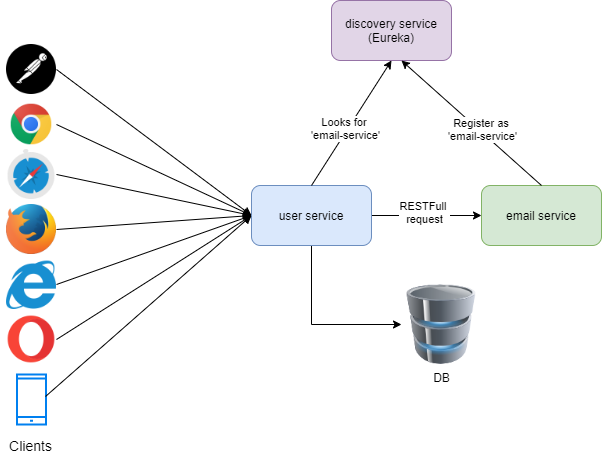 discovery service
(Eureka)
Looks for
'email-service'
Register as
'email-service'
user service
RESTFull
request
email service
DB
Clients